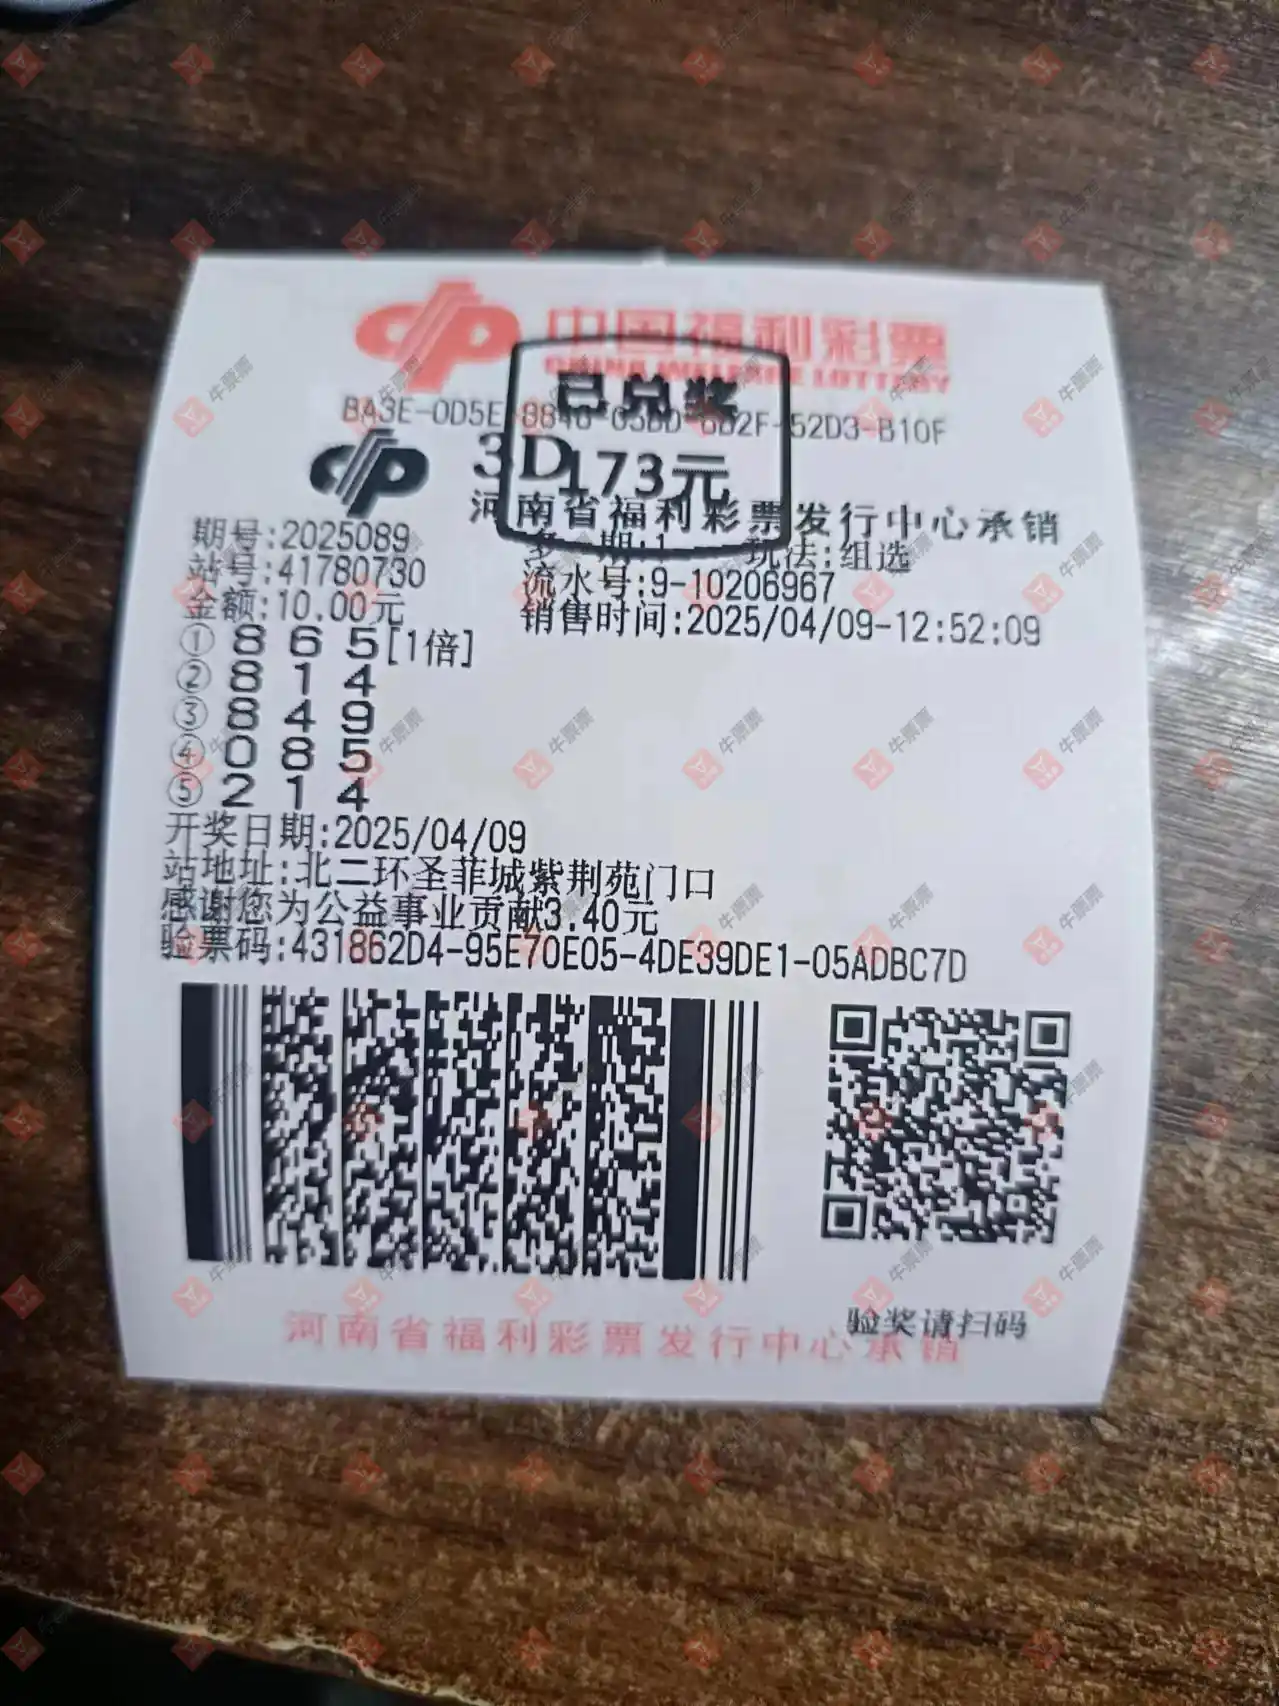 中国福利彩票
CHINA WELFARE LOTTERY
已兑奖
BA3E-0D5E-
-52D3-B10F
3D
173元
河南省福利彩票发行中心承销
期号:2025089
多 期:1 玩法:组选
站号:41780730
流水号:9-10206967
金额:10.00元
销售时间:2025/04/09-12:52:09
① 8 6 5[1倍]
② 8 1 4
③ 8 4 9
④ 0 8 5
⑤ 2 1 4
开奖日期:2025/04/09
站地址:北二环圣菲城紫荆苑门口
感谢您为公益事业贡献3.40元
验票码:431862D4-95E70E05-4DE39DE1-05ADBC7D
验奖请扫码
河南省福利彩票发行中心承销
牛票票